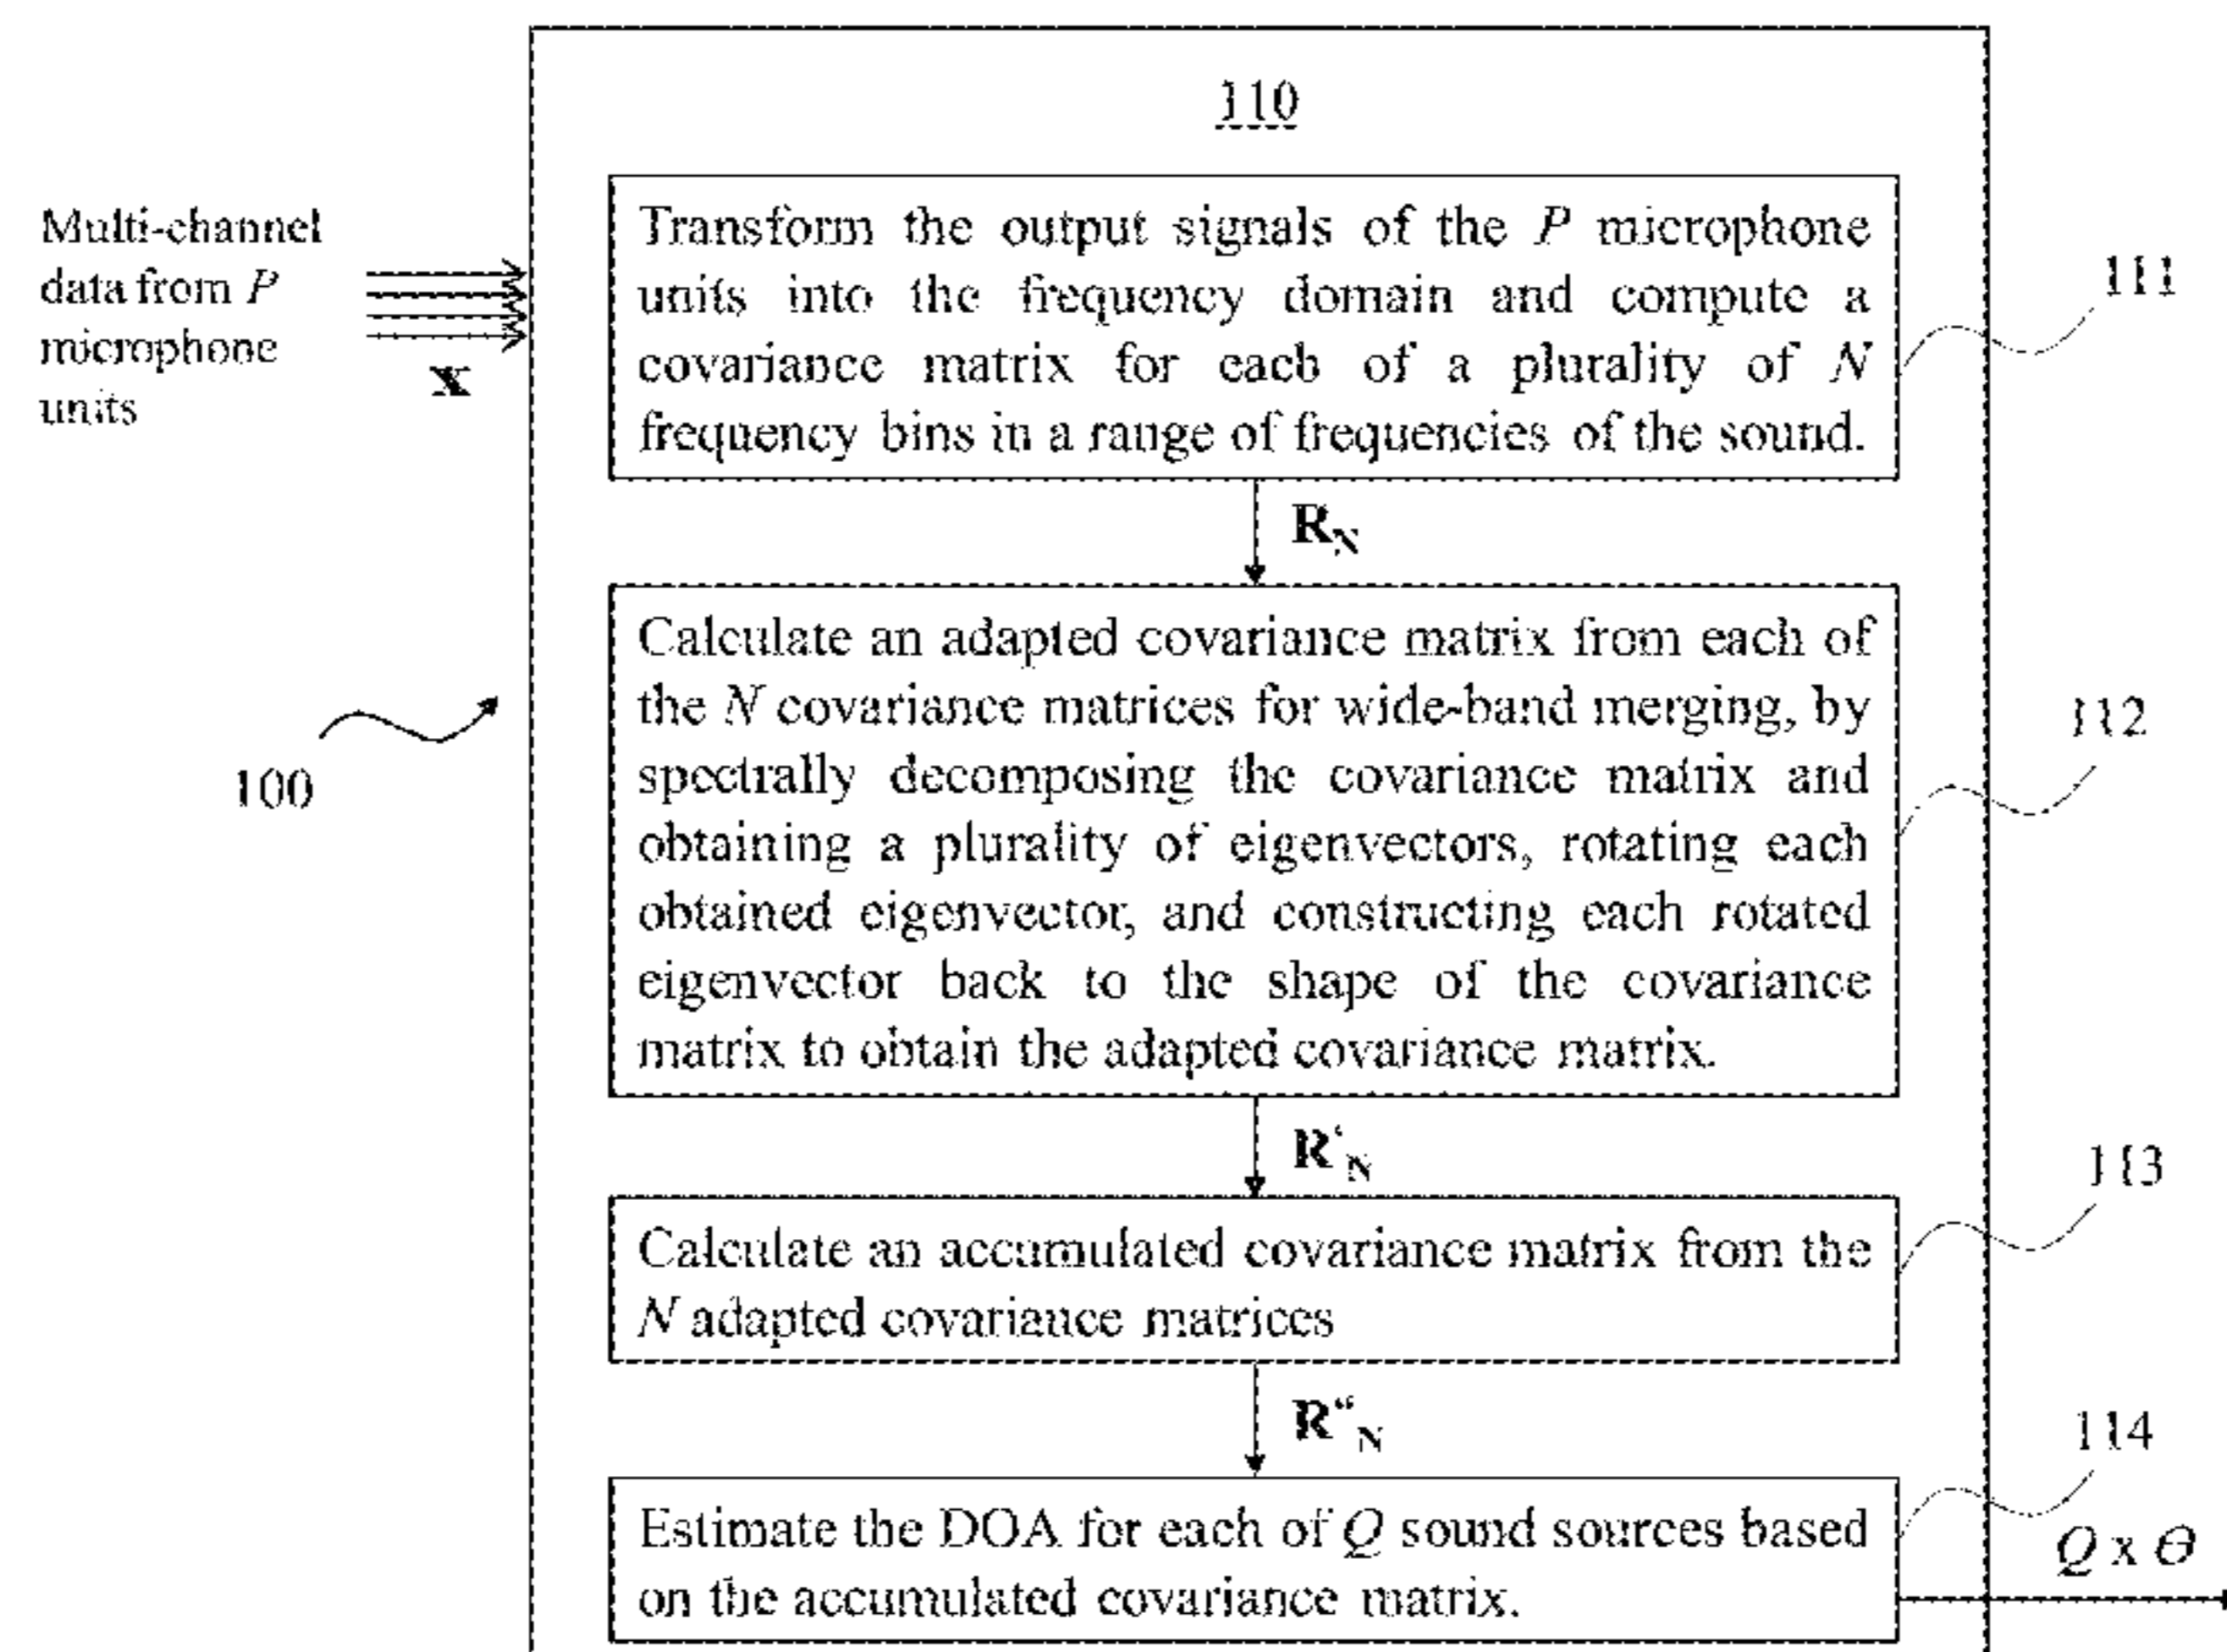 110
Multi-channel
data from P
microphone
units
x
Transform the output signals of the P microphone
units into the frequency domain and compute a
covariance matrix for each of a plurality of N
frequency bins in a range of frequencies of the sound.
111
R_N
Calculate an adapted covariance matrix from each of
the N covariance matrices for wide-band merging, by
spectrally decomposing the covariance matrix and
obtaining a plurality of eigenvectors, rotating each
obtained eigenvector, and constructing each rotated
eigenvector back to the shape of the covariance
matrix to obtain the adapted covariance matrix.
112
100
R‘_N
Calculate an accumulated covariance matrix from the
N adapted covariance matrices
113
R“_N
Estimate the DOA for each of Q sound sources based
on the accumulated covariance matrix.
114
Q x Θ